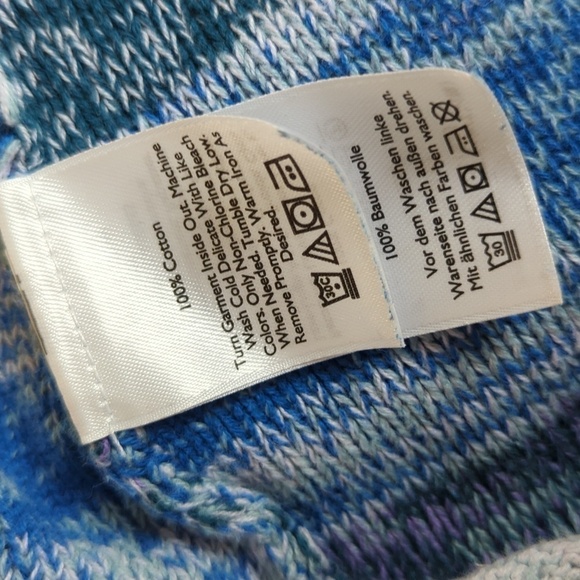 100% Cotton
Turn Garment Inside Out. Machine
Wash Cold Delicate Cycle. Like
Colors. Only Non-Chlorine With Bleach
When Needed. Tumble Dry Low.
Remove Promptly. Warm Iron As
Desired.
30C
100% Baumwolle
Vor dem Waschen linke
Warenseite nach außen drehen.
Mit ähnlichen Farben waschen
30